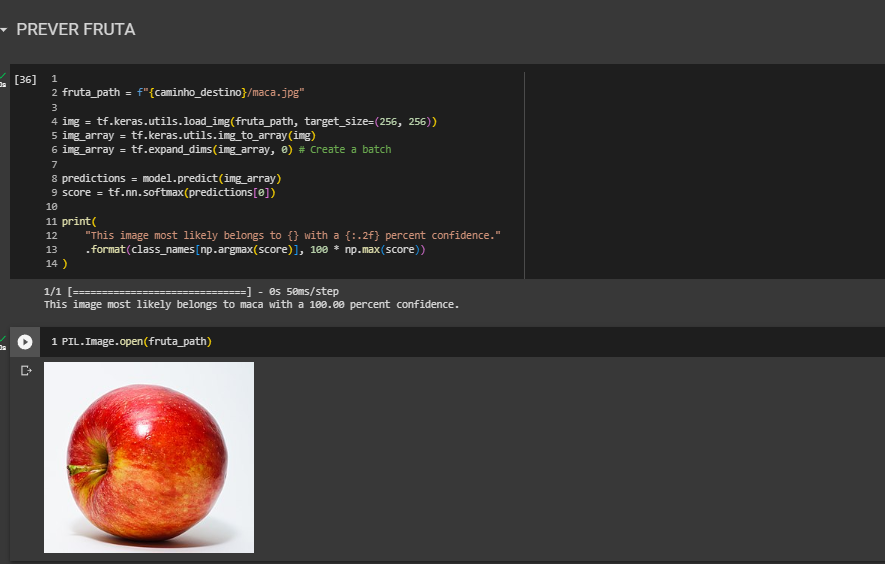 PREVER FRUTA
[36]
1
2 fruta_path = f"{caminho_destino}/maca.jpg"
3
4 img = tf.keras.utils.load_img(fruta_path, target_size=(256, 256))
5 img_array = tf.keras.utils.img_to_array(img)
6 img_array = tf.expand_dims(img_array, 0) # Create a batch
7
8 predictions = model.predict(img_array)
9 score = tf.nn.softmax(predictions[0])
10
11 print(
12     "This image most likely belongs to {} with a {:.2f} percent confidence."
13     .format(class_names[np.argmax(score)], 100 * np.max(score))
14 )
1/1 [==============================] - 0s 50ms/step
This image most likely belongs to maca with a 100.00 percent confidence.
1 PIL.Image.open(fruta_path)